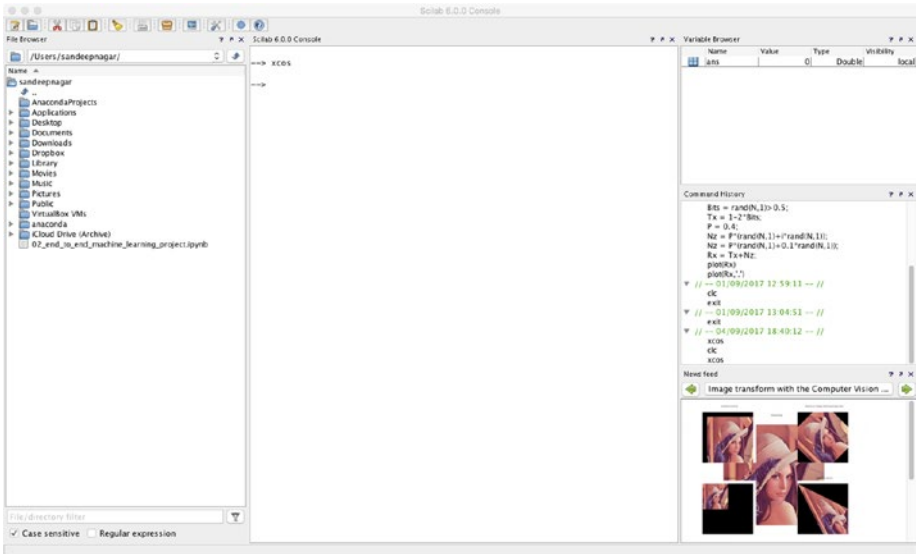 Scilab 6.0.0 Console
File Browser ? ↗ X
/Users/sandeepnagar/
Name
sandeepnagar
..
AnacondaProjects
Applications
Desktop
Documents
Downloads
Dropbox
Library
Movies
Music
Pictures
Public
VirtualBox VMs
anaconda
iCloud Drive (Archive)
02_end_to_end_machine_learning_project.ipynb
File/directory filter
Case sensitive Regular expression
Scilab 6.0.0 Console ? ↗ X
--> xcos
-->
Variable Browser ? ↗ X
Name Value Type Visibility
ans 0 Double local
Command History ? ↗ X
Bits = rand(N,1)>0.5;
Tx = 1-2*Bits;
P = 0.4;
Nz = P*(rand(N,1)+i*rand(N,1));
Nz = P*(rand(N,1)+0.1*rand(N,1));
Rx = Tx+Nz;
plot(Rx)
plot(Rx,'.')
// -- 01/09/2017 12:59:11 -- //
clc
exit
// -- 01/09/2017 13:04:51 -- //
exit
// -- 04/09/2017 18:40:12 -- //
xcos
clc
xcos
News feed ? ↗ X
Image transform with the Computer Vision ...